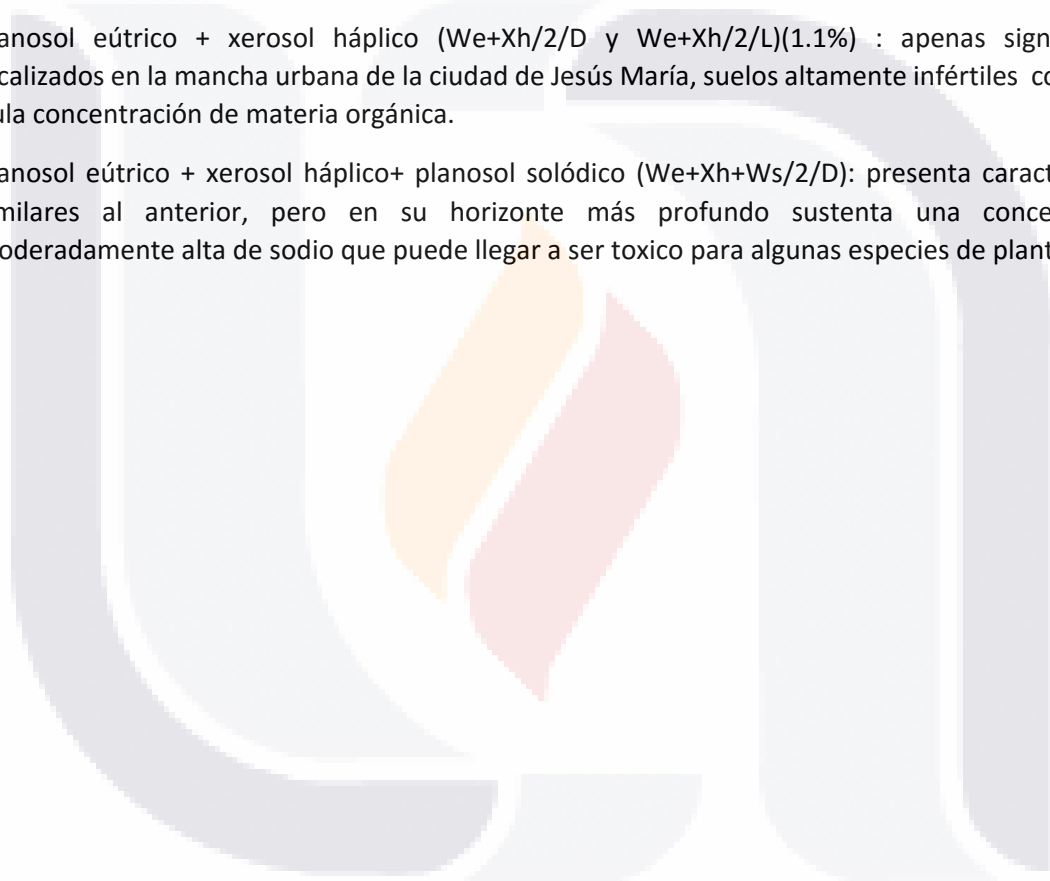 anosol eútrico + xerosol háplico (We+Xh/2/D y We+Xh/2/L)(1.1%) : apenas sign
calizados en la mancha urbana de la ciudad de Jesús María, suelos altamente infértiles co
ula concentración de materia orgánica.
anosol eútrico + xerosol háplico+ planosol solódico (We+Xh+Ws/2/D): presenta caract
milares al anterior, pero en su horizonte más profundo sustenta una conce
oderadamente alta de sodio que puede llegar a ser toxico para algunas especies de plant